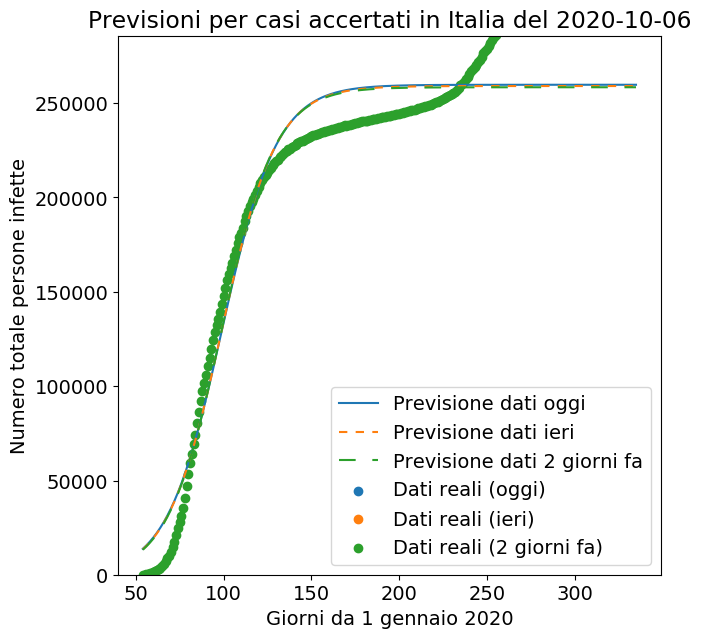 Previsioni per casi accertati in Italia del 2020-10-06
Numero totale persone infette
250000
200000
150000
100000
50000
0
50 100 150 200 250 300
Giorni da 1 gennaio 2020
Previsione dati oggi
Previsione dati ieri
Previsione dati 2 giorni fa
Dati reali (oggi)
Dati reali (ieri)
Dati reali (2 giorni fa)